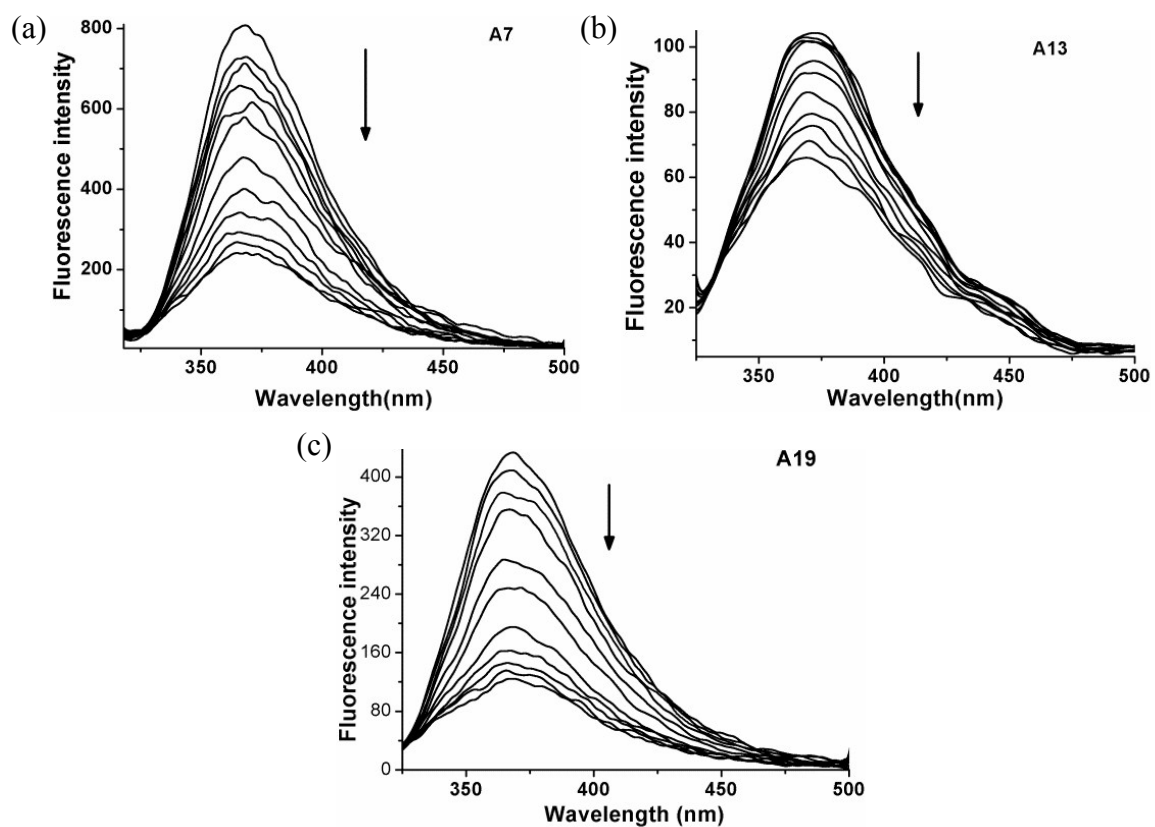 (a)
A7
Fluorescence intensity
800
600
400
200
350
400
450
500
Wavelength(nm)
(b)
A13
Fluorescence intensity
100
80
60
40
20
350
400
450
500
Wavelength(nm)
(c)
A19
Fluorescence intensity
400
320
240
160
80
0
350
400
450
500
Wavelength (nm)